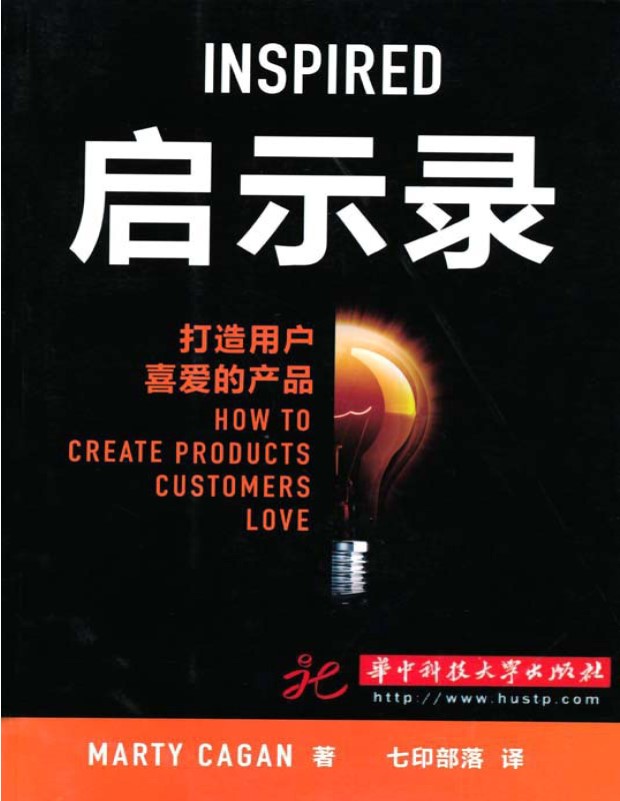 INSPIRED
启示录
打造用户
喜爱的产品
HOW TO
CREATE PRODUCTS
CUSTOMERS
LOVE
華中科技大学出版社
http://www.hustp.com
MARTY CAGAN 著 七印部落 译